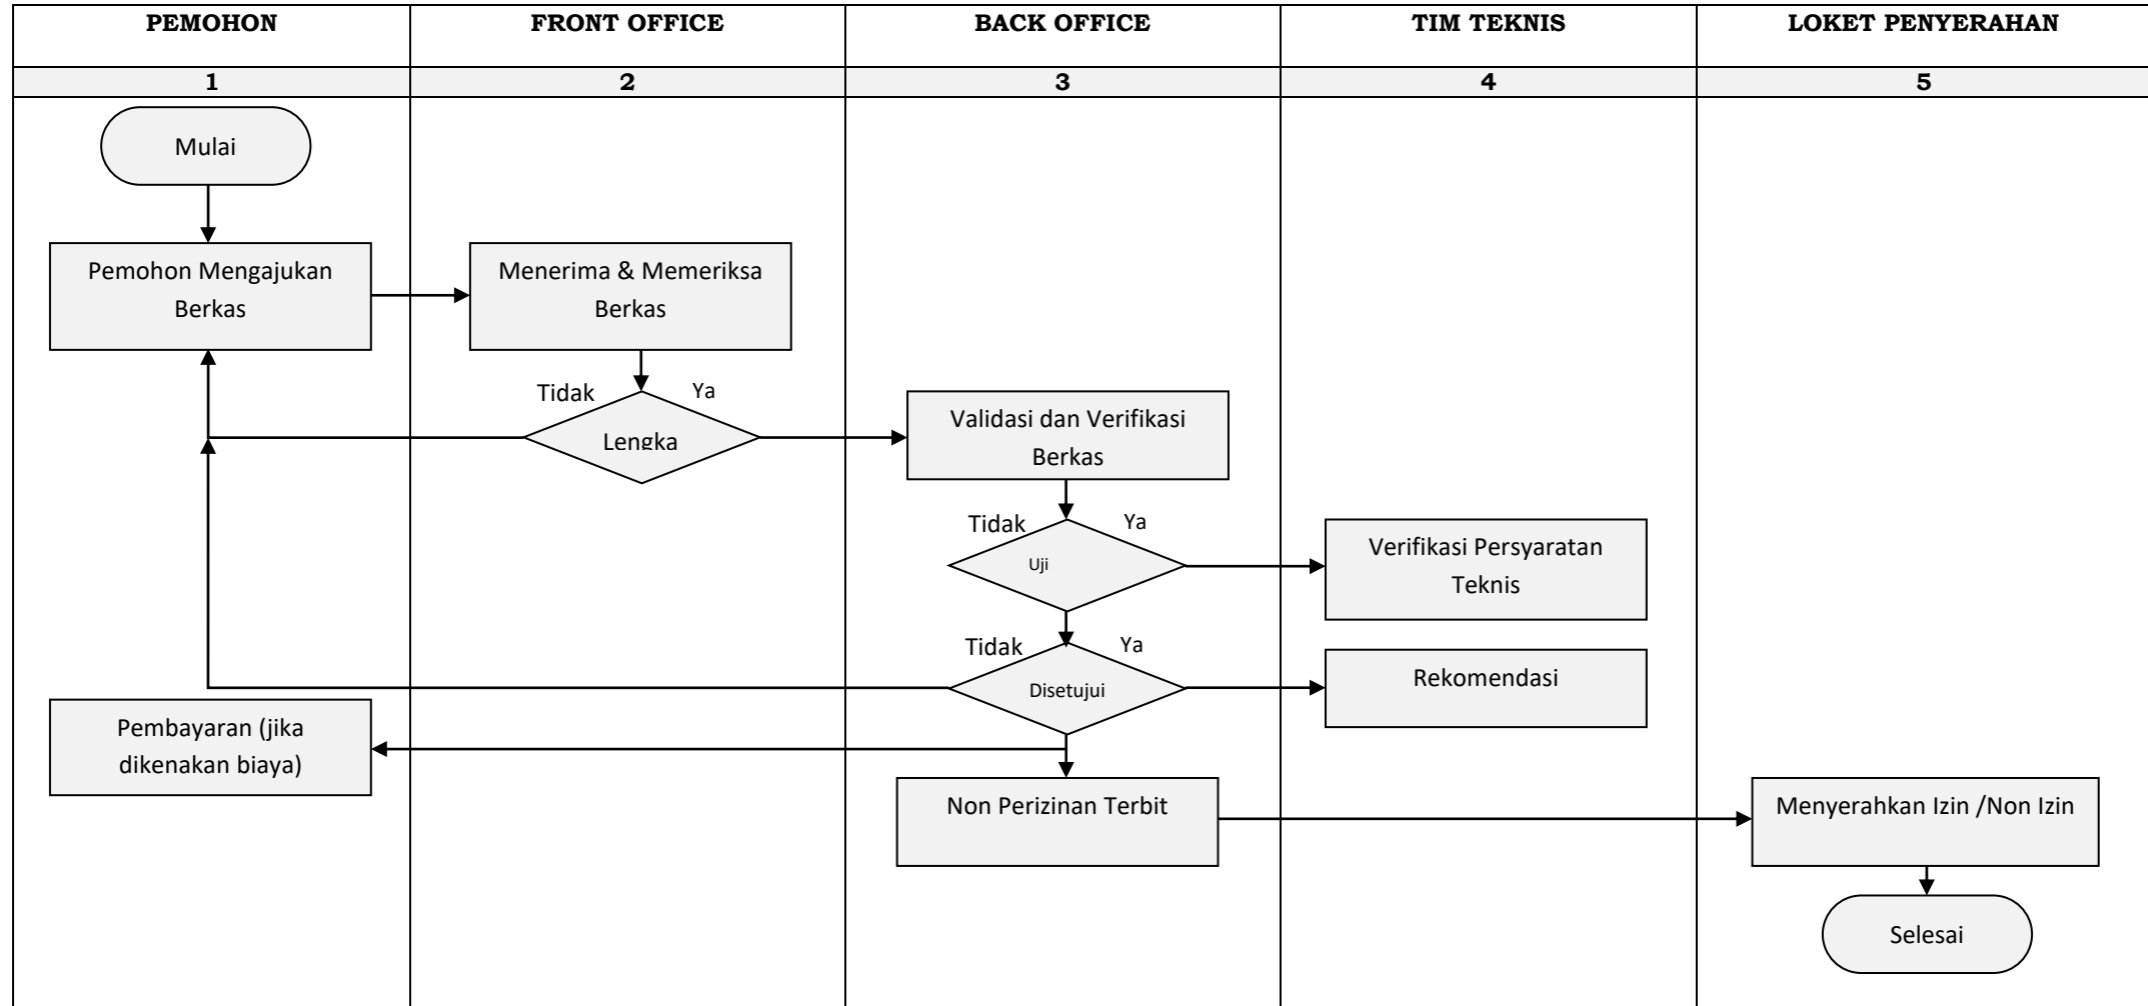 PEMOHON
FRONT OFFICE
BACK OFFICE
TIM TEKNIS
LOKET PENYERAHAN
1
2
3
4
5
Mulai
Pemohon Mengajukan
Berkas
Menerima & Memeriksa
Berkas
Tidak
Ya
Lengka
Validasi dan Verifikasi
Berkas
Tidak
Ya
Uji
Verifikasi Persyaratan
Teknis
Tidak
Ya
Disetujui
Rekomendasi
Pembayaran (jika
dikenakan biaya)
Non Perizinan Terbit
Menyerahkan Izin /Non Izin
Selesai